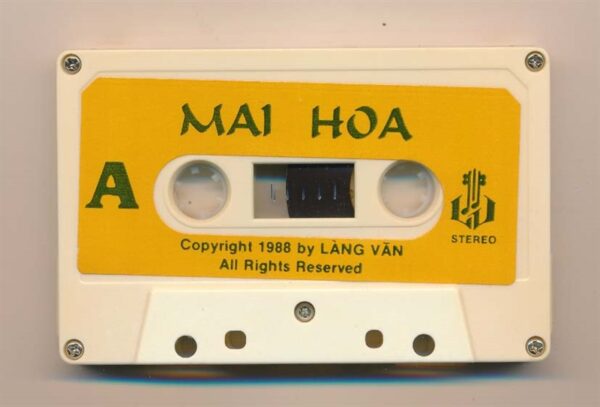 MAI HOA
A
STEREO
Copyright 1988 by LÀNG VĂN
All Rights Reserved